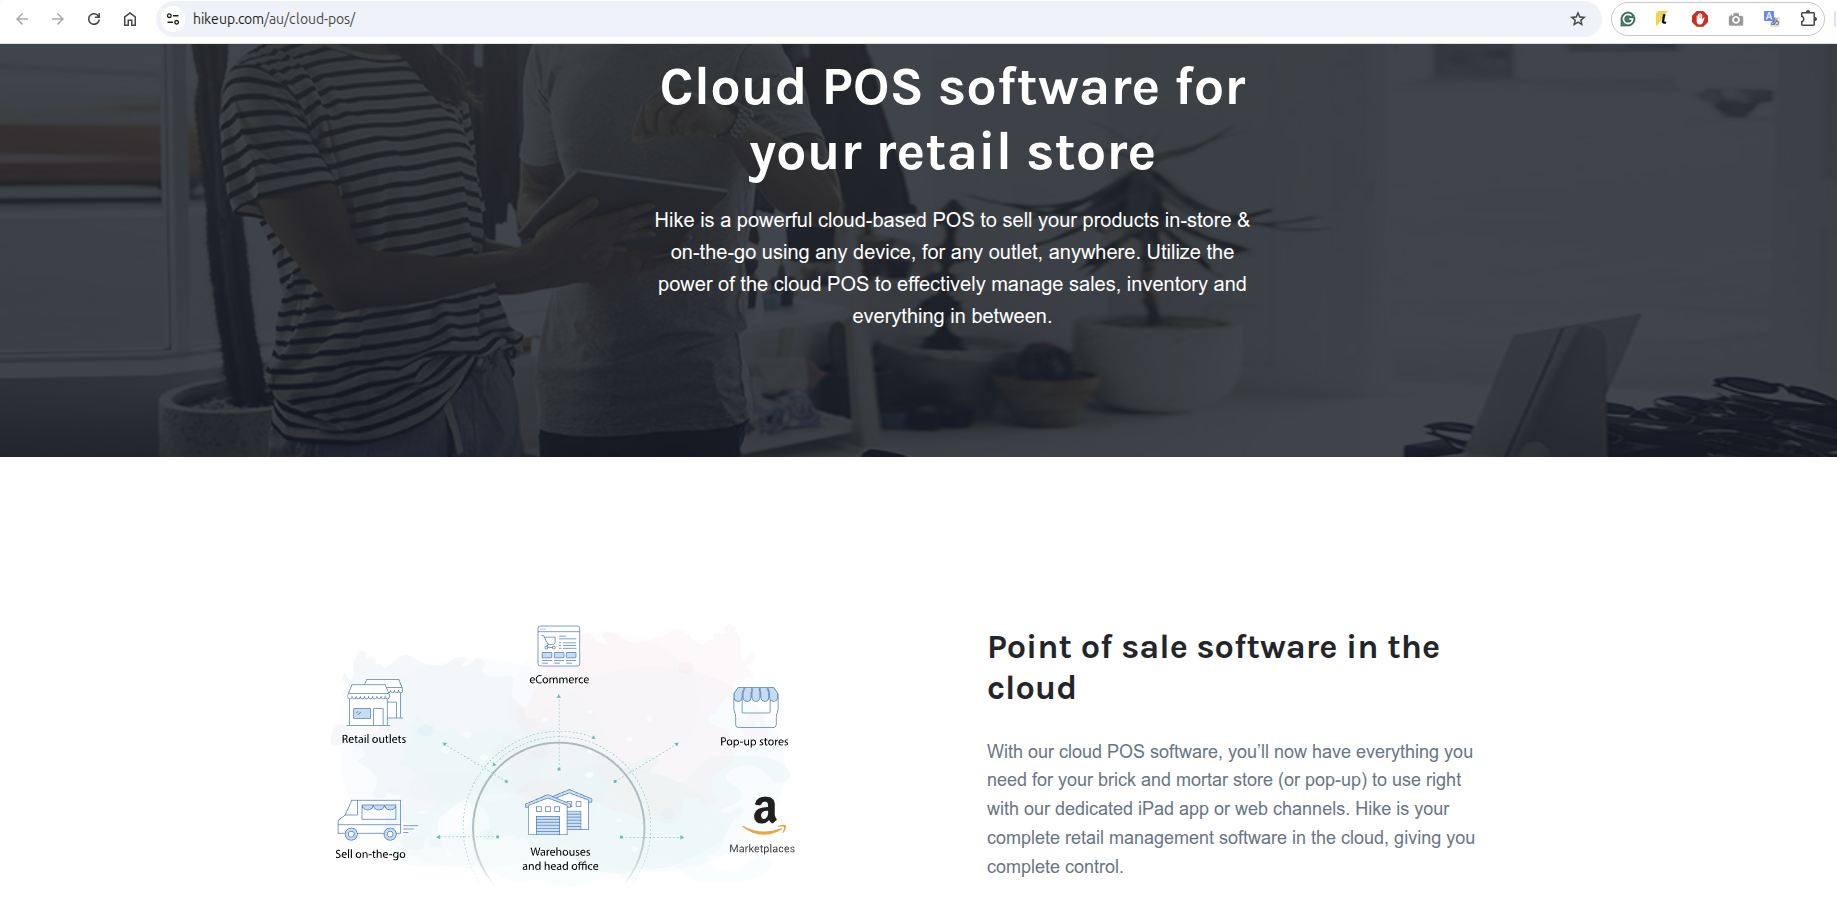 hikeup.com/au/cloud-pos/
Cloud POS software for
your retail store
Hike is a powerful cloud-based POS to sell your products in-store &
on-the-go using any device, for any outlet, anywhere. Utilize the
power of the cloud POS to effectively manage sales, inventory and
everything in between.
eCommerce
Retail outlets
Pop-up stores
Sell on-the-go
Warehouses
and head office
a
Marketplaces
Point of sale software in the
cloud
With our cloud POS software, you’ll now have everything you
need for your brick and mortar store (or pop-up) to use right
with our dedicated iPad app or web channels. Hike is your
complete retail management software in the cloud, giving you
complete control.